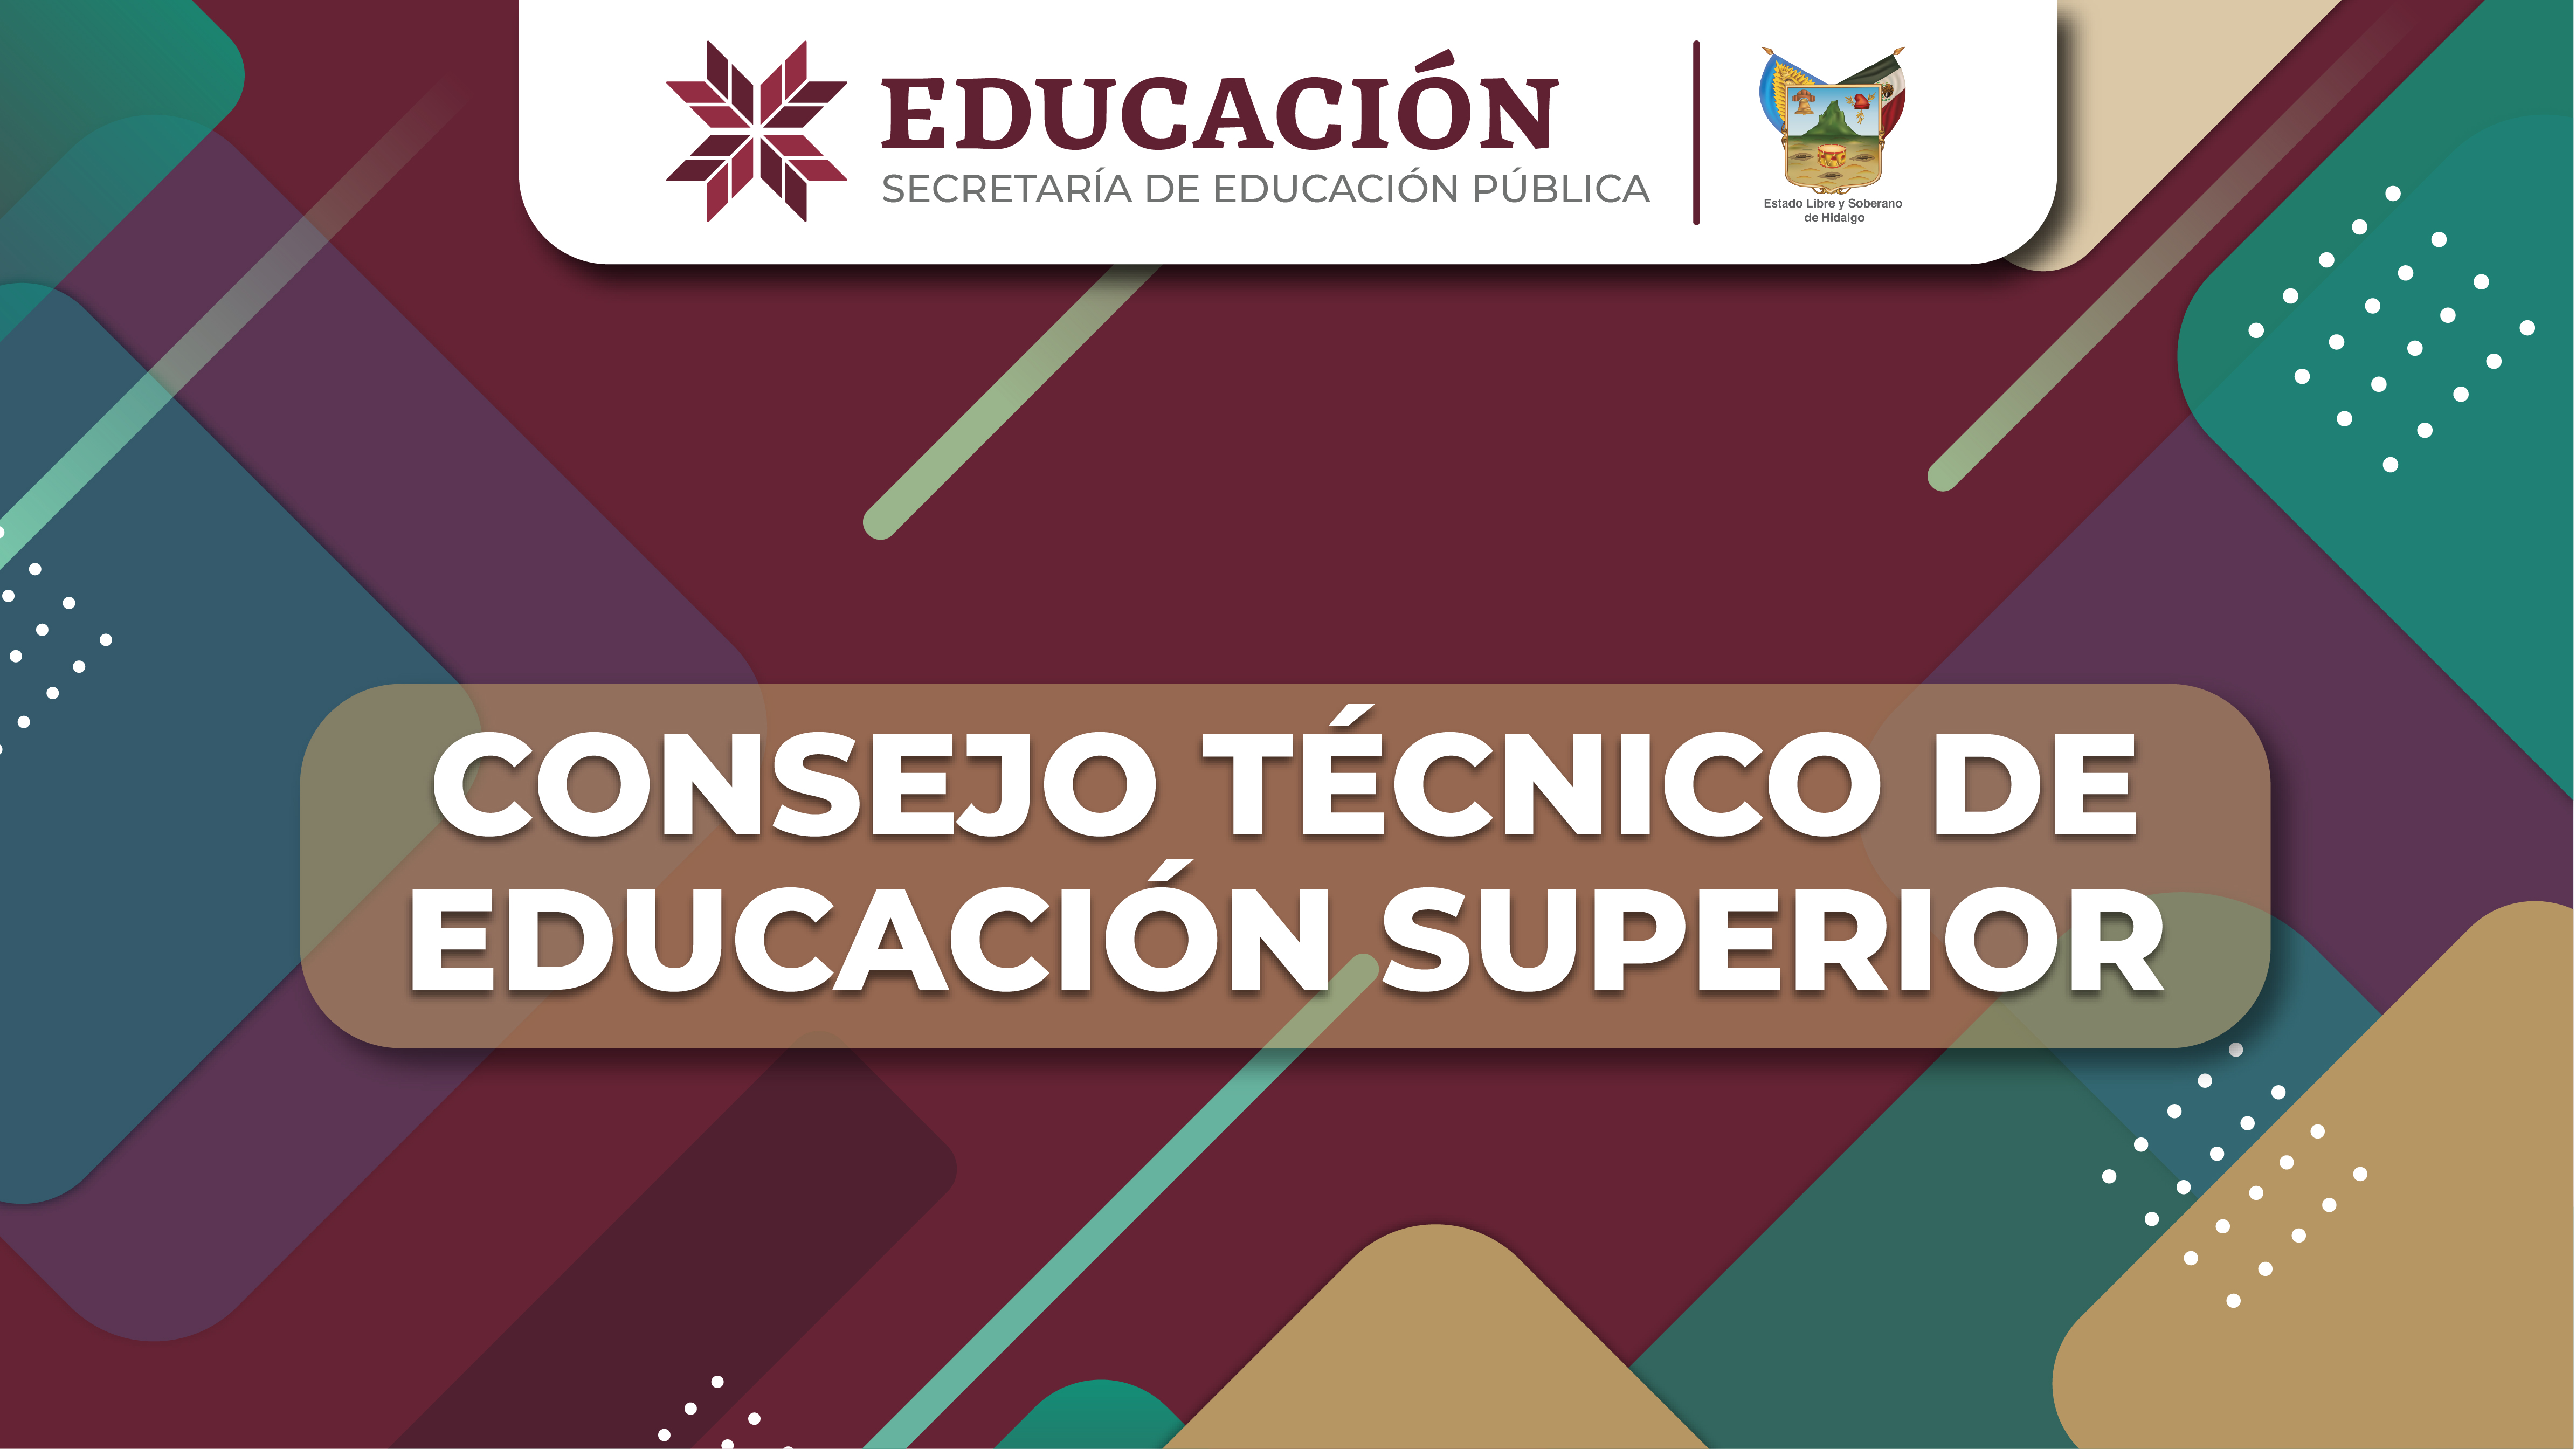 EDUCACIÓN
SECRETARÍA DE EDUCACIÓN PÚBLICA
Estado Libre y Soberano
de Hidalgo
CONSEJO TÉCNICO DE
EDUCACIÓN SUPERIOR